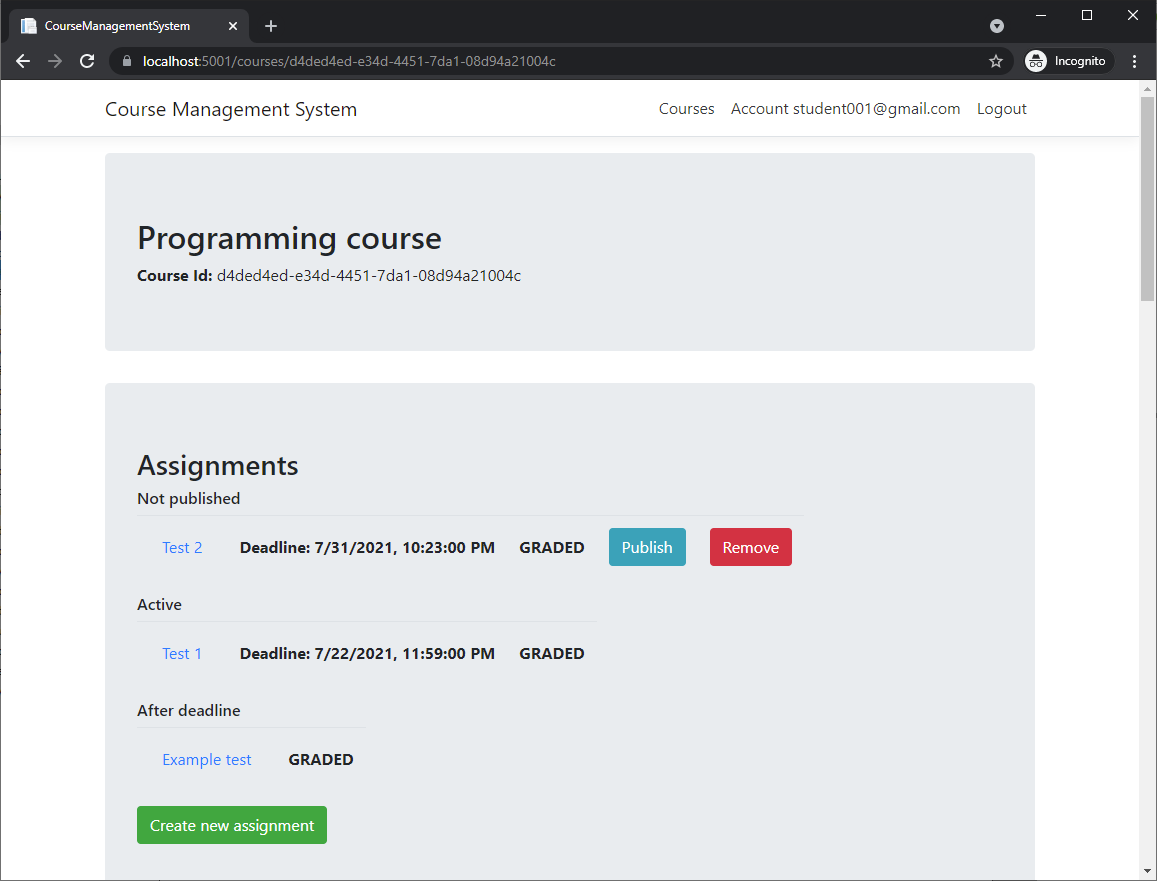 CourseManagementSystem
localhost:5001/courses/d4ded4ed-e34d-4451-7da1-08d94a21004c
Incognito
Course Management System
Courses Account student001@gmail.com Logout
Programming course
Course Id: d4ded4ed-e34d-4451-7da1-08d94a21004c
Assignments
Not published
Test 2 Deadline: 7/31/2021, 10:23:00 PM GRADED Publish Remove
Active
Test 1 Deadline: 7/22/2021, 11:59:00 PM GRADED
After deadline
Example test GRADED
Create new assignment